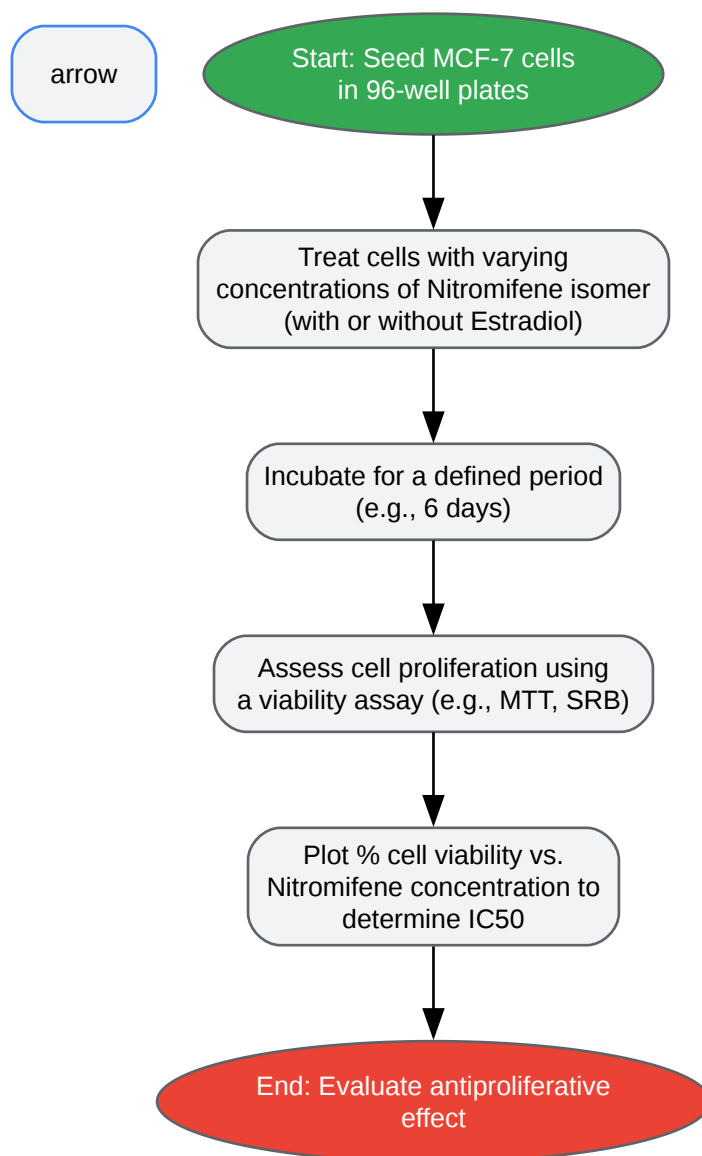 arrow
Start: Seed MCF-7 cells
in 96-well plates
Treat cells with varying
concentrations of Nitromifene isomer
(with or without Estradiol)
Incubate for a defined period
(e.g., 6 days)
Assess cell proliferation using
a viability assay (e.g., MTT, SRB)
Plot % cell viability vs.
Nitromifene concentration to
determine IC50
End: Evaluate antiproliferative
effect